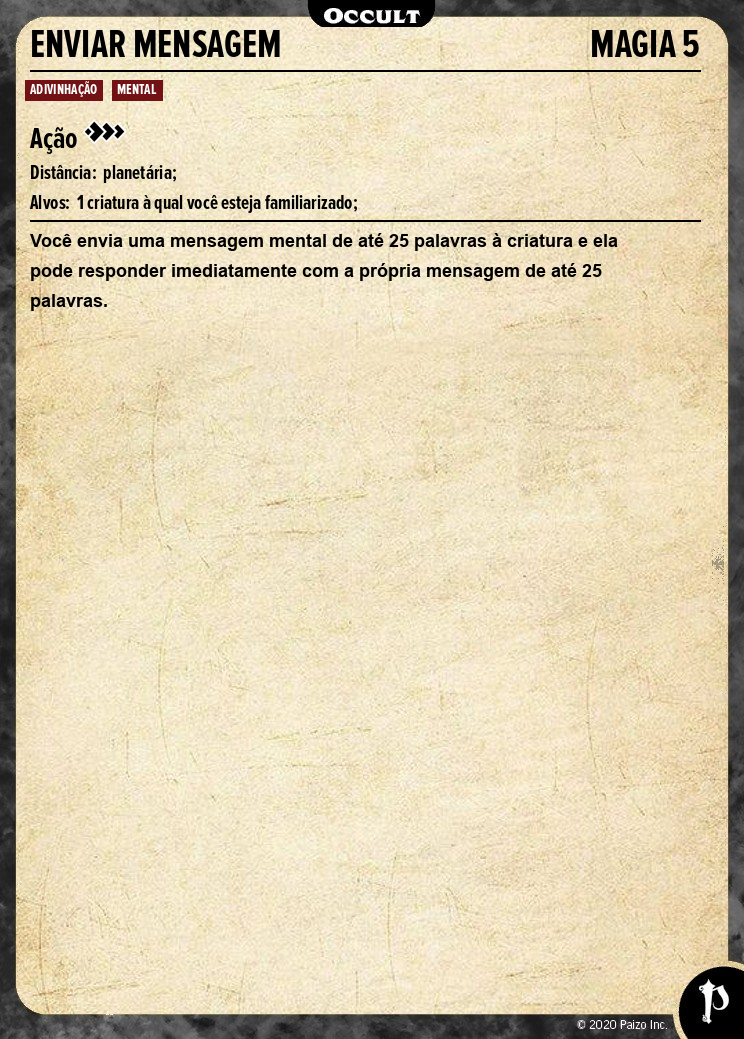 OCCULT
ENVIAR MENSAGEM MAGIA 5
ADIVINHAÇÃO MENTAL
Ação
Distância: planetária;
Alvos: 1 criatura à qual você esteja familiarizado;
Você envia uma mensagem mental de até 25 palavras à criatura e ela
pode responder imediatamente com a própria mensagem de até 25
palavras.
© 2020 Paizo Inc.
P